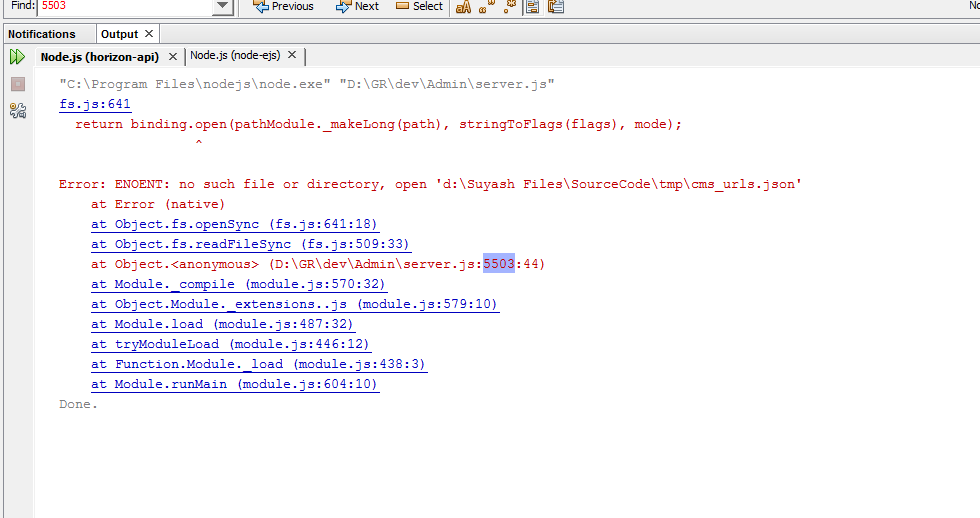 Find: 5503 Previous Next Select aA
Notifications Output
Node.js (horizon-api) Node.js (node-ejs)
"C:\Program Files\nodejs\node.exe" "D:\GR\dev\Admin\server.js"
fs.js:641
return binding.open(pathModule._makeLong(path), stringToFlags(flags), mode);
^
Error: ENOENT: no such file or directory, open 'd:\Suyash Files\SourceCode\tmp\cms_urls.json'
at Error (native)
at Object.fs.openSync (fs.js:641:18)
at Object.fs.readFileSync (fs.js:509:33)
at Object.<anonymous> (D:\GR\dev\Admin\server.js:5503:44)
at Module._compile (module.js:570:32)
at Object.Module._extensions..js (module.js:579:10)
at Module.load (module.js:487:32)
at tryModuleLoad (module.js:446:12)
at Function.Module._load (module.js:438:3)
at Module.runMain (module.js:604:10)
Done.